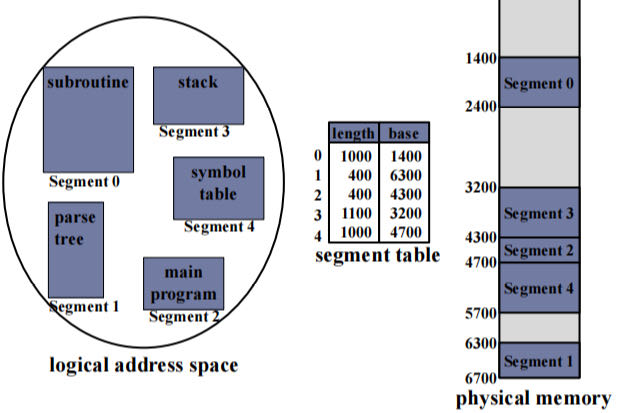 subroutine
Segment 0
stack
Segment 3
symbol
table
Segment 4
parse
tree
Segment 1
main
program
Segment 2
logical address space
length base
0 1000 1400
1 400 6300
2 400 4300
3 1100 3200
4 1000 4700
segment table
1400
Segment 0
2400
3200
Segment 3
4300
Segment 2
4700
Segment 4
5700
6300
Segment 1
6700
physical memory